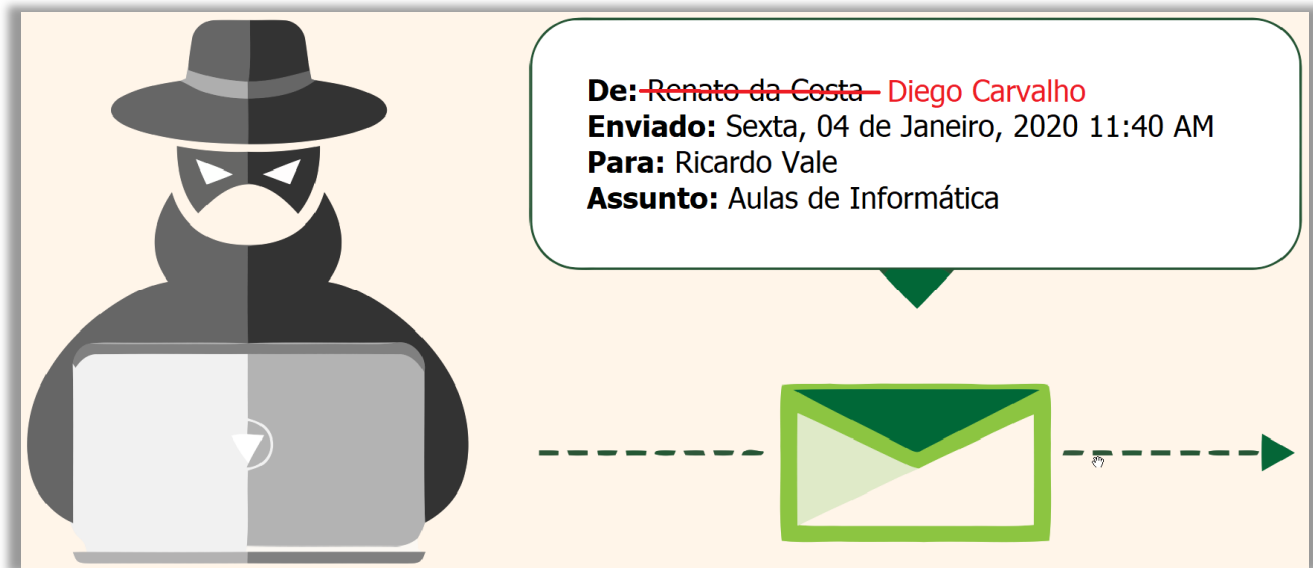 De: Renato da Costa Diego Carvalho
Enviado: Sexta, 04 de Janeiro, 2020 11:40 AM
Para: Ricardo Vale
Assunto: Aulas de Informática